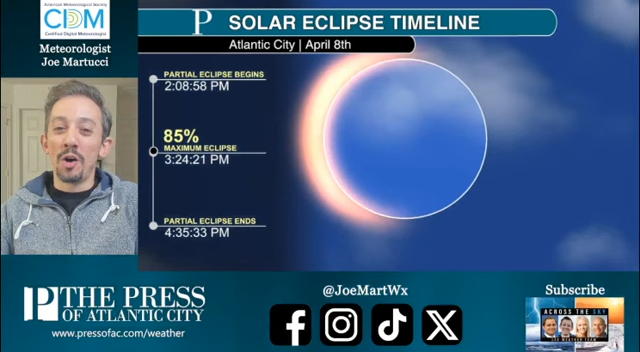 American Meteorological Society
CDM
Certified Digital Meteorologist
Meteorologist
Joe Martucci
P SOLAR ECLIPSE TIMELINE
Atlantic City | April 8th
PARTIAL ECLIPSE BEGINS
2:08:58 PM
85%
MAXIMUM ECLIPSE
3:24:21 PM
PARTIAL ECLIPSE ENDS
4:35:33 PM
P THE PRESS
OF ATLANTIC CITY
www.pressofac.com/weather
@JoeMartWx
Subscribe
ACROSS THE SKY